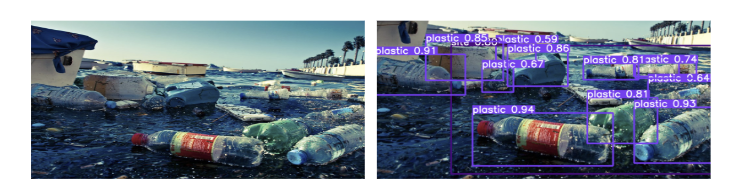 plastic 0.85
plastic 0.59
plastic 0.91
plastic 0.86
plastic 0.67
plastic 0.81
plastic 0.74
plastic 0.64
plastic 0.81
plastic 0.93
plastic 0.94